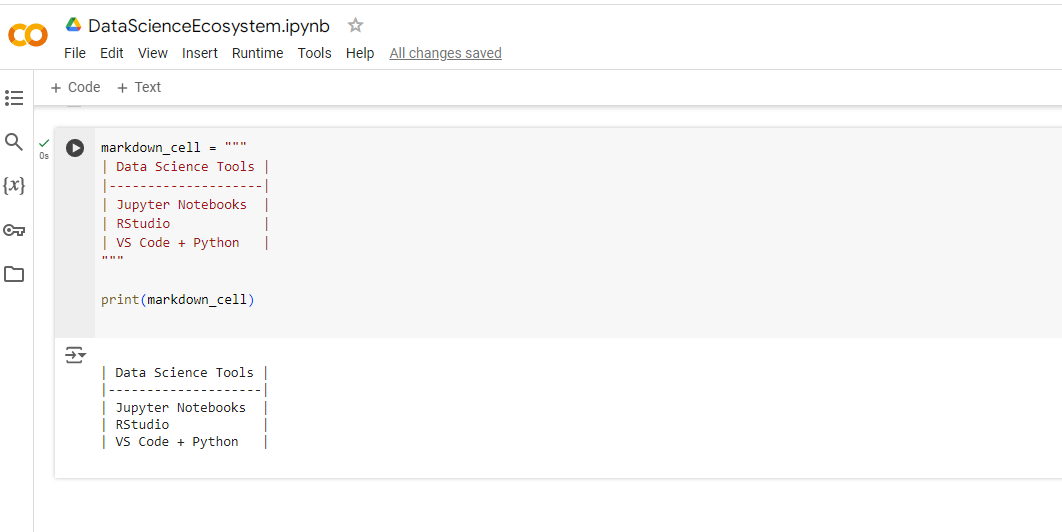 DataScienceEcosystem.ipynb
File Edit View Insert Runtime Tools Help All changes saved
+ Code + Text
0s
{x}
markdown_cell = """
| Data Science Tools |
|--------------------|
| Jupyter Notebooks  |
| RStudio            |
| VS Code + Python   |
"""
print(markdown_cell)
| Data Science Tools |
|--------------------|
| Jupyter Notebooks  |
| RStudio            |
| VS Code + Python   |